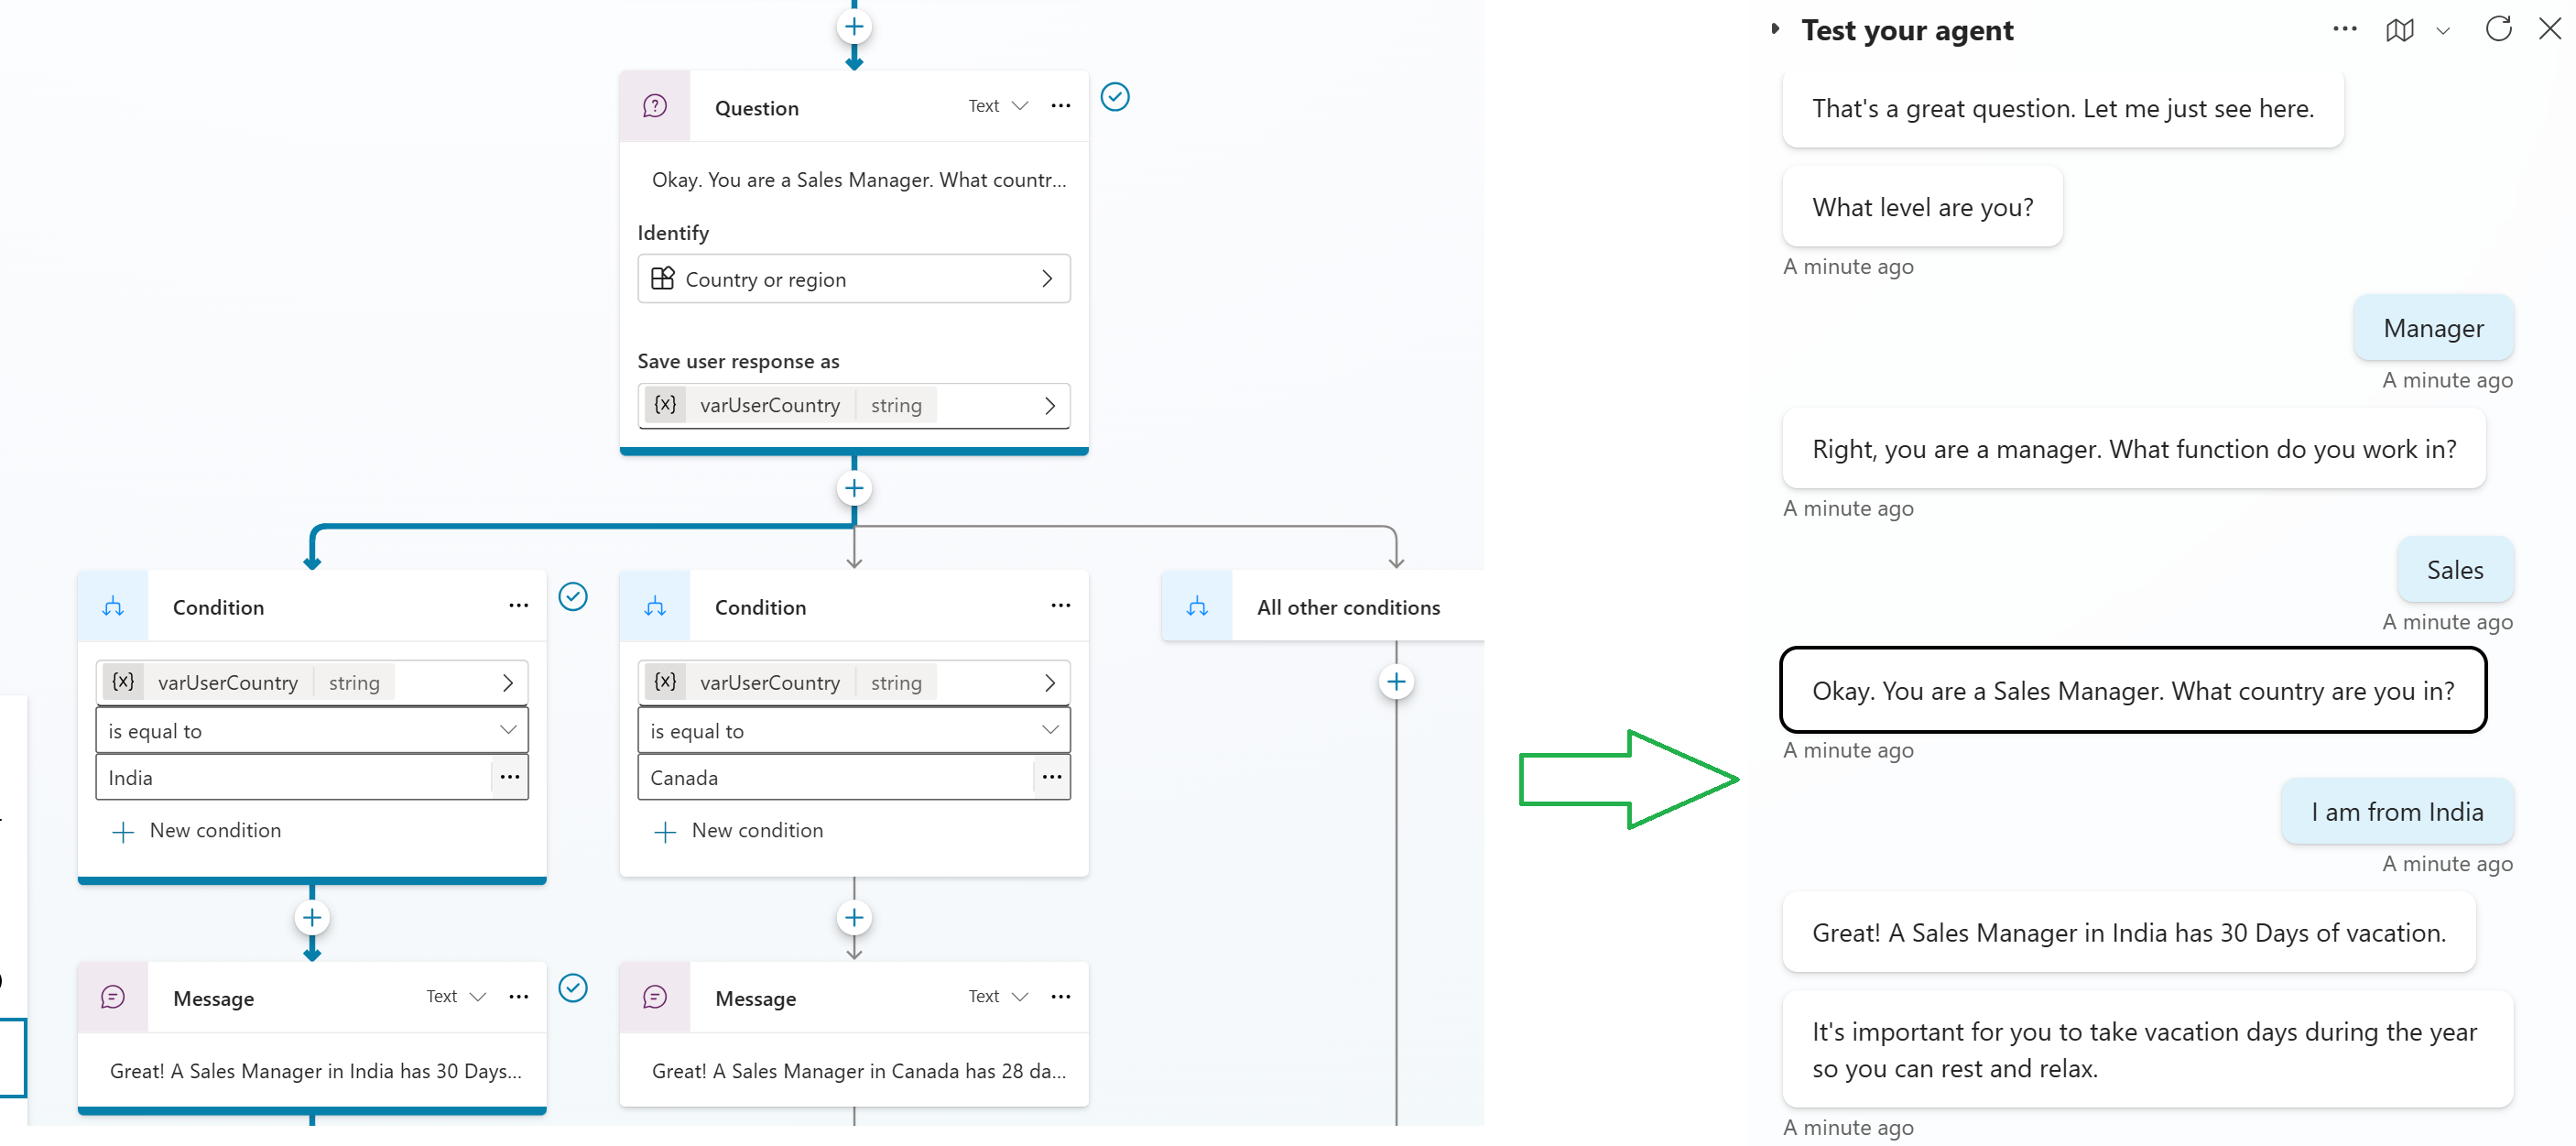 Question
Text
Okay. You are a Sales Manager. What countr...
Identify
Country or region
Save user response as
{x} varUserCountry string
Condition
{x} varUserCountry string
is equal to
India
New condition
Condition
{x} varUserCountry string
is equal to
Canada
New condition
All other conditions
Message
Text
Great! A Sales Manager in India has 30 Days...
Message
Text
Great! A Sales Manager in Canada has 28 da...
Test your agent
That's a great question. Let me just see here.
What level are you?
A minute ago
Manager
A minute ago
Right, you are a manager. What function do you work in?
A minute ago
Sales
A minute ago
Okay. You are a Sales Manager. What country are you in?
A minute ago
I am from India
A minute ago
Great! A Sales Manager in India has 30 Days of vacation.
It's important for you to take vacation days during the year
so you can rest and relax.
A minute ago